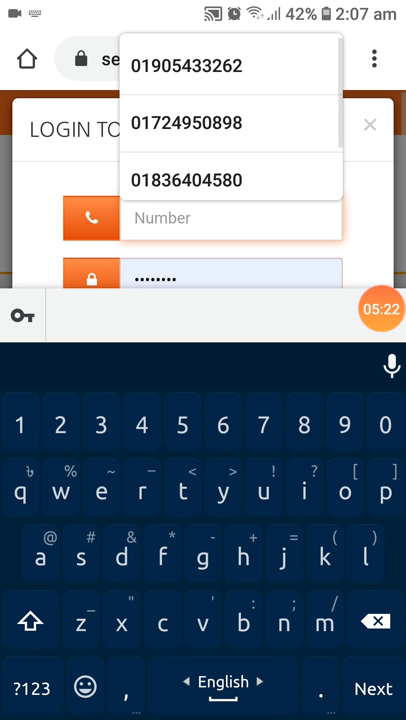 42% 2:07 am
se
01905433262
01724950898
01836404580
LOGIN TO
×
Number
••••••••
05:22
1 2 3 4 5 6 7 8 9 0
৳ % ~ – < > ! ? [ ]
q w e r t y u i o p
@ # & * - + = ( )
a s d f g h j k l
_ " ' : ; /
z x c v b n m
?123 , English . Next